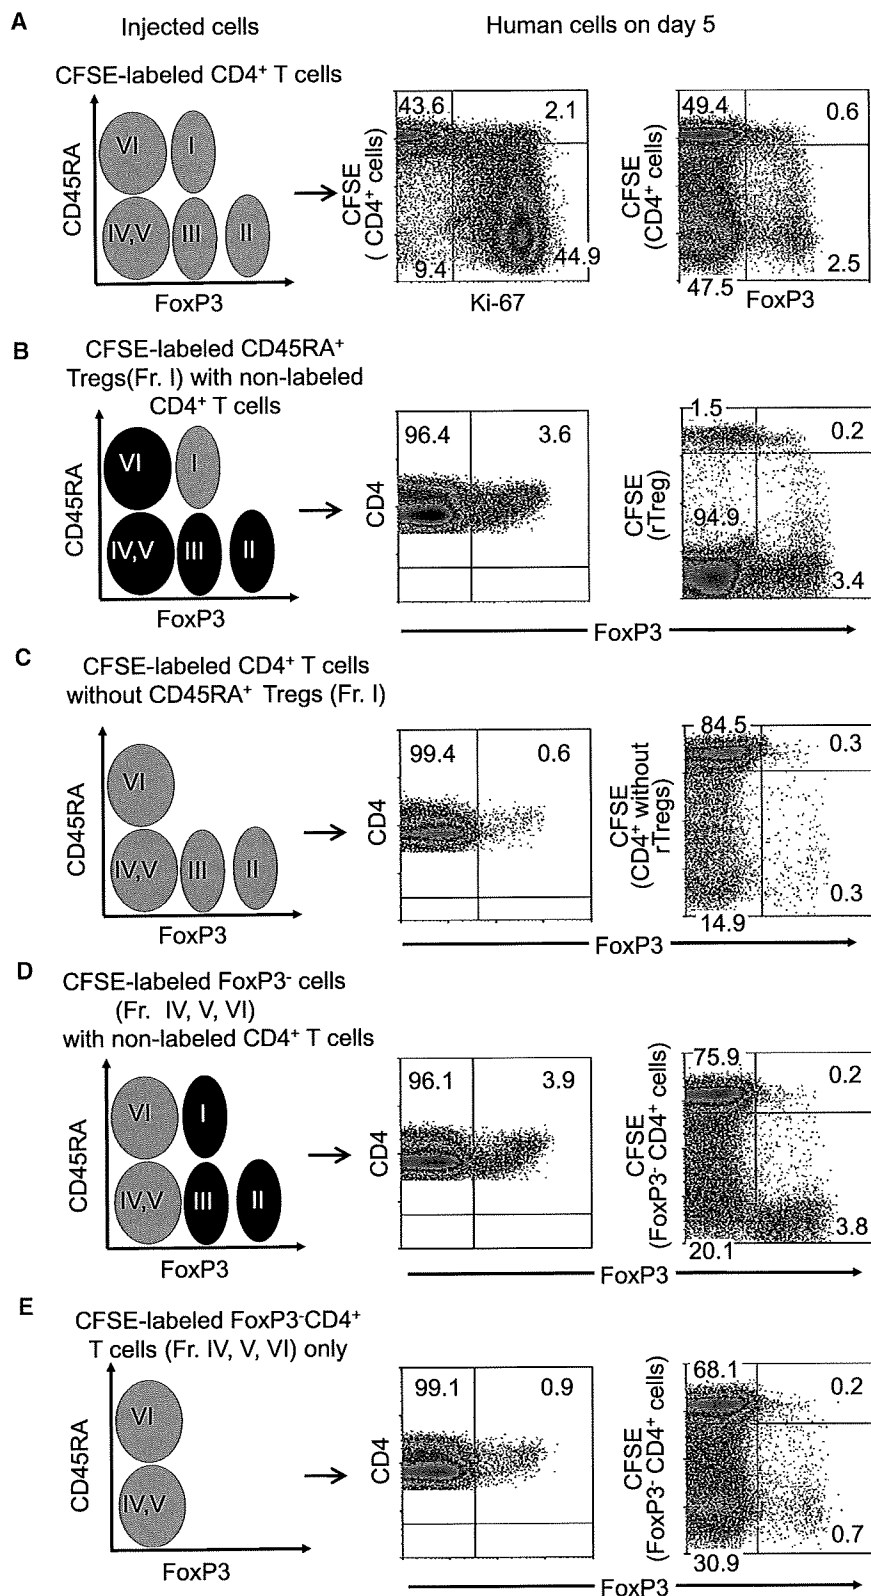 A
Injected cells
Human cells on day 5
CFSE-labeled CD4⁺ T cells
CD45RA
VI
I
IV,V
III
II
FoxP3
CFSE
( CD4⁺ cells)
43.6
2.1
9.4
44.9
Ki-67
CFSE
(CD4⁺ cells)
49.4
0.6
47.5
2.5
FoxP3
B
CFSE-labeled CD45RA⁺
Tregs(Fr. I) with non-labeled
CD4⁺ T cells
CD45RA
VI
I
IV,V
III
II
FoxP3
CD4
96.4
3.6
CFSE
(rTreg)
1.5
0.2
94.9
3.4
FoxP3
C
CFSE-labeled CD4⁺ T cells
without CD45RA⁺ Tregs (Fr. I)
CD45RA
VI
IV,V
III
II
FoxP3
CD4
99.4
0.6
CFSE
(CD4⁺ without
rTregs)
84.5
0.3
14.9
0.3
FoxP3
D
CFSE-labeled FoxP3⁻ cells
(Fr. IV, V, VI)
with non-labeled CD4⁺ T cells
CD45RA
VI
I
IV,V
III
II
FoxP3
CD4
96.1
3.9
CFSE
(FoxP3⁻ CD4⁺ cells)
75.9
0.2
20.1
3.8
FoxP3
E
CFSE-labeled FoxP3⁻CD4⁺
T cells (Fr. IV, V, VI) only
CD45RA
VI
IV,V
FoxP3
CD4
99.1
0.9
CFSE
(FoxP3⁻ CD4⁺ cells)
68.1
0.2
30.9
0.7
FoxP3